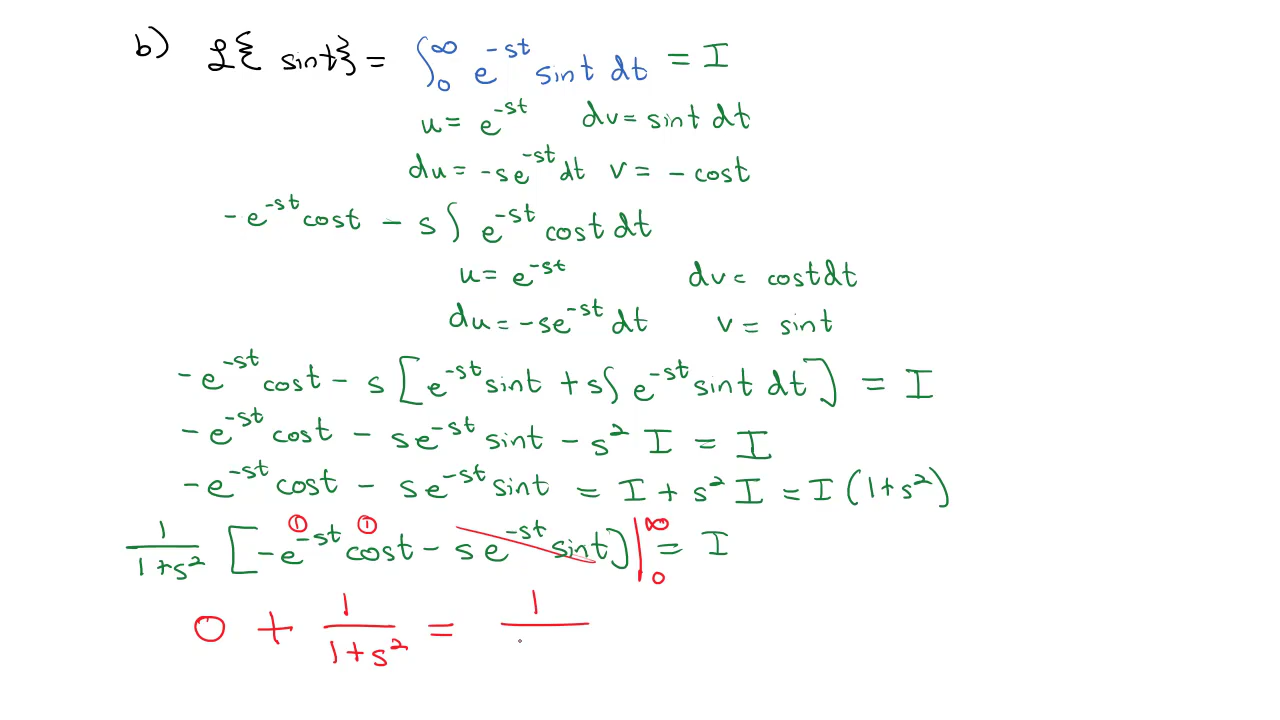 b) ℒ{ sint} = ∫₀^∞ e^{-st} sint dt = I
u = e^{-st} dv = sint dt
du = -se^{-st} dt v = - cost
-e^{-st} cost - s ∫ e^{-st} cost dt
u = e^{-st} dv = costdt
du = -se^{-st} dt v = sint
-e^{-st} cost - s [e^{-st} sint + s∫ e^{-st} sint dt] = I
-e^{-st} cost - se^{-st} sint - s² I = I
-e^{-st} cost - se^{-st} sint = I + s² I = I (1+s²)
① ①
1/(1+s²) [-e^{-st} cost - se^{-st} sint]|₀^∞ = I
0 + 1/(1+s²) = 1/